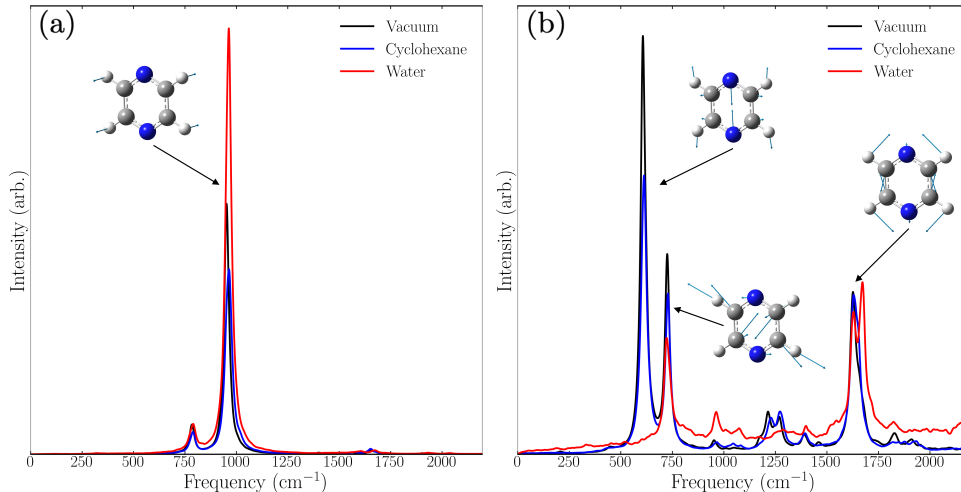 (a)
Vacuum
Cyclohexane
Water
Intensity (arb.)
0 250 500 750 1000 1250 1500 1750 2000
Frequency (cm⁻¹)
(b)
Vacuum
Cyclohexane
Water
Intensity (arb.)
0 250 500 750 1000 1250 1500 1750 2000
Frequency (cm⁻¹)